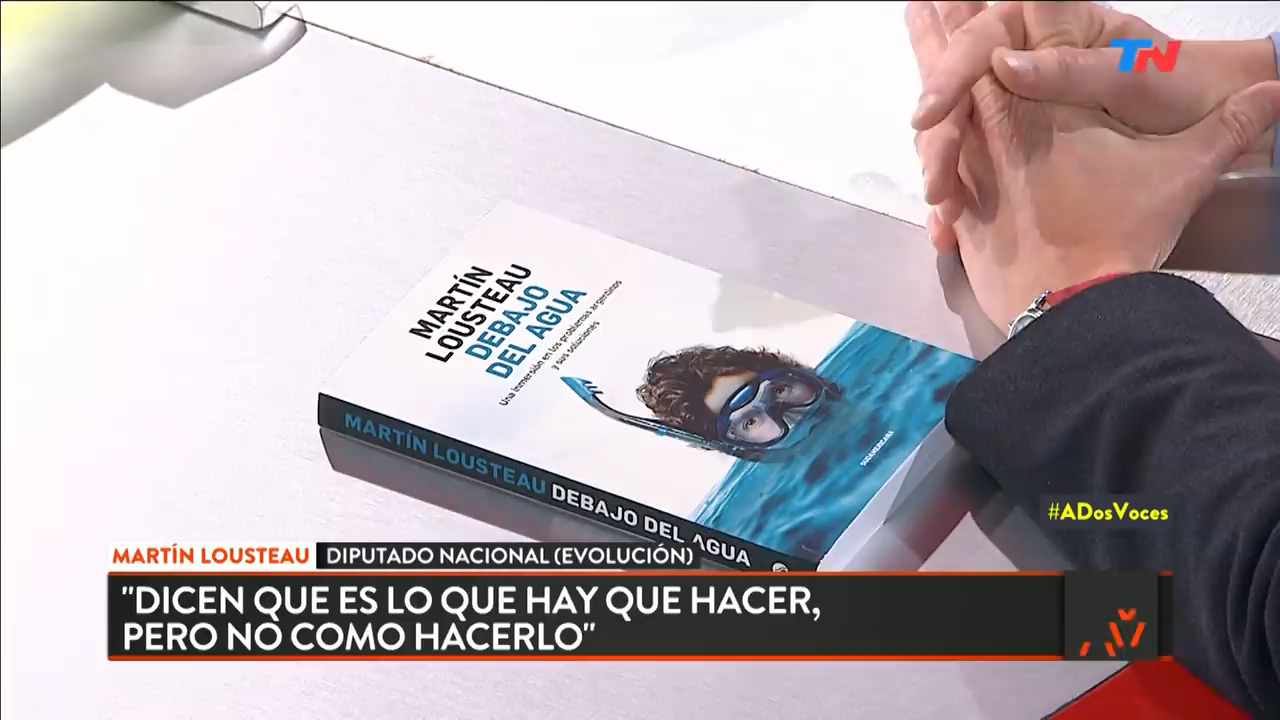 TN
MARTÍN
LOUSTEAU
DEBAJO
DEL AGUA
Una inmersión en los problemas argentinos
y sus soluciones
SUDAMERICANA
MARTÍN LOUSTEAU DEBAJO DEL AGUA
#ADosVoces
MARTÍN LOUSTEAU DIPUTADO NACIONAL (EVOLUCIÓN)
"DICEN QUE ES LO QUE HAY QUE HACER,
PERO NO COMO HACERLO"